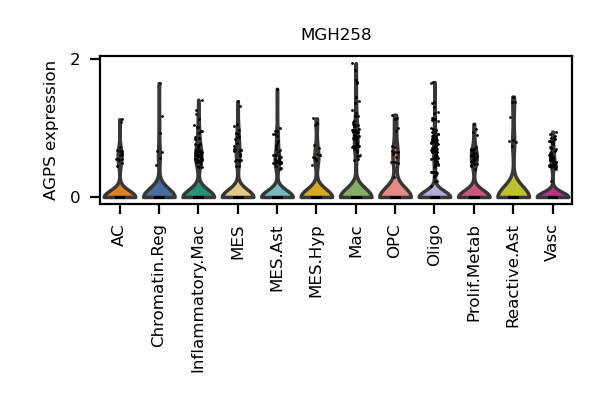 MGH258
AGPS expression
2
0
AC
Chromatin.Reg
Inflammatory.Mac
MES
MES.Ast
MES.Hyp
Mac
OPC
Oligo
Prolif.Metab
Reactive.Ast
Vasc